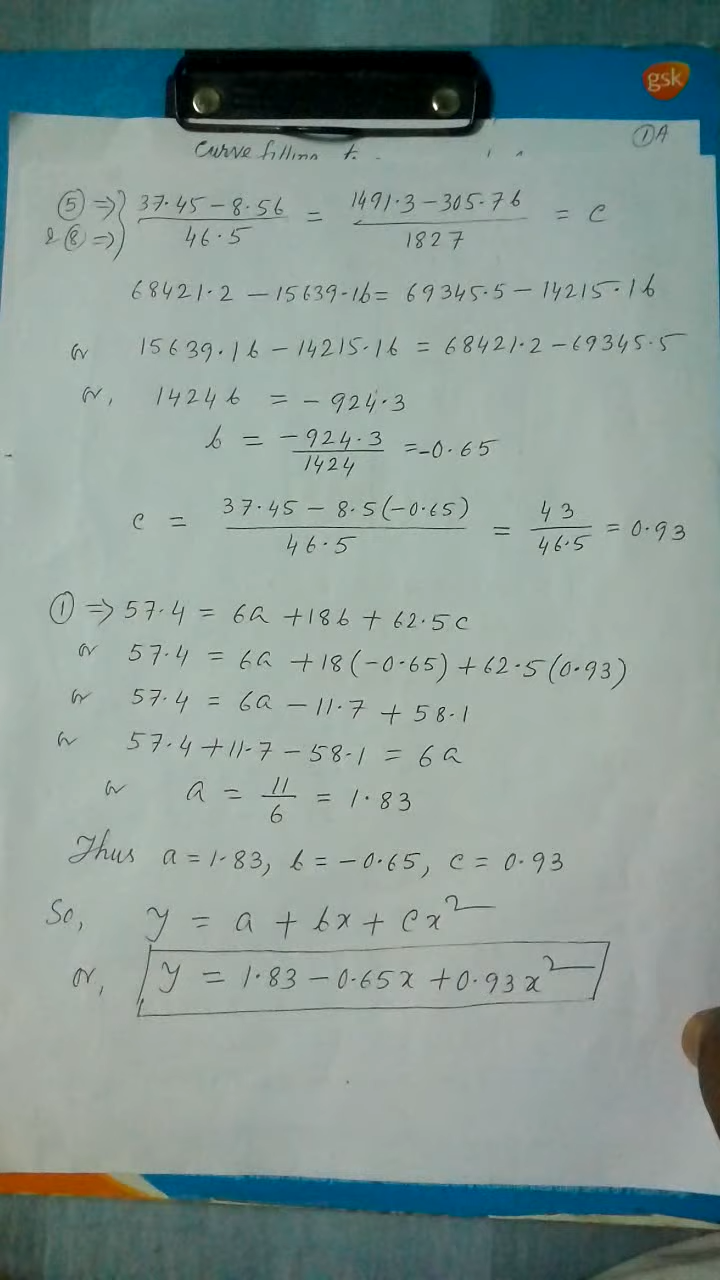 gsk
①A
Curve filling
⑤ ⇒ } 37.45 - 8.5b / 46.5 = 1491.3 - 305.7b / 1827 = c
& ⑧ ⇒ }
68421.2 - 15639.1b = 69345.5 - 14215.1b
or 15639.1b - 14215.1b = 68421.2 - 69345.5
or, 1424b = - 924.3
b = -924.3 / 1424 = -0.65
c = 37.45 - 8.5(-0.65) / 46.5 = 43 / 46.5 = 0.93
① ⇒ 57.4 = 6a + 18b + 62.5c
or 57.4 = 6a + 18(-0.65) + 62.5(0.93)
or 57.4 = 6a - 11.7 + 58.1
or 57.4 + 11.7 - 58.1 = 6a
or a = 11 / 6 = 1.83
Thus a = 1.83, b = -0.65, c = 0.93
So, y = a + bx + cx²
or, y = 1.83 - 0.65x + 0.93x²